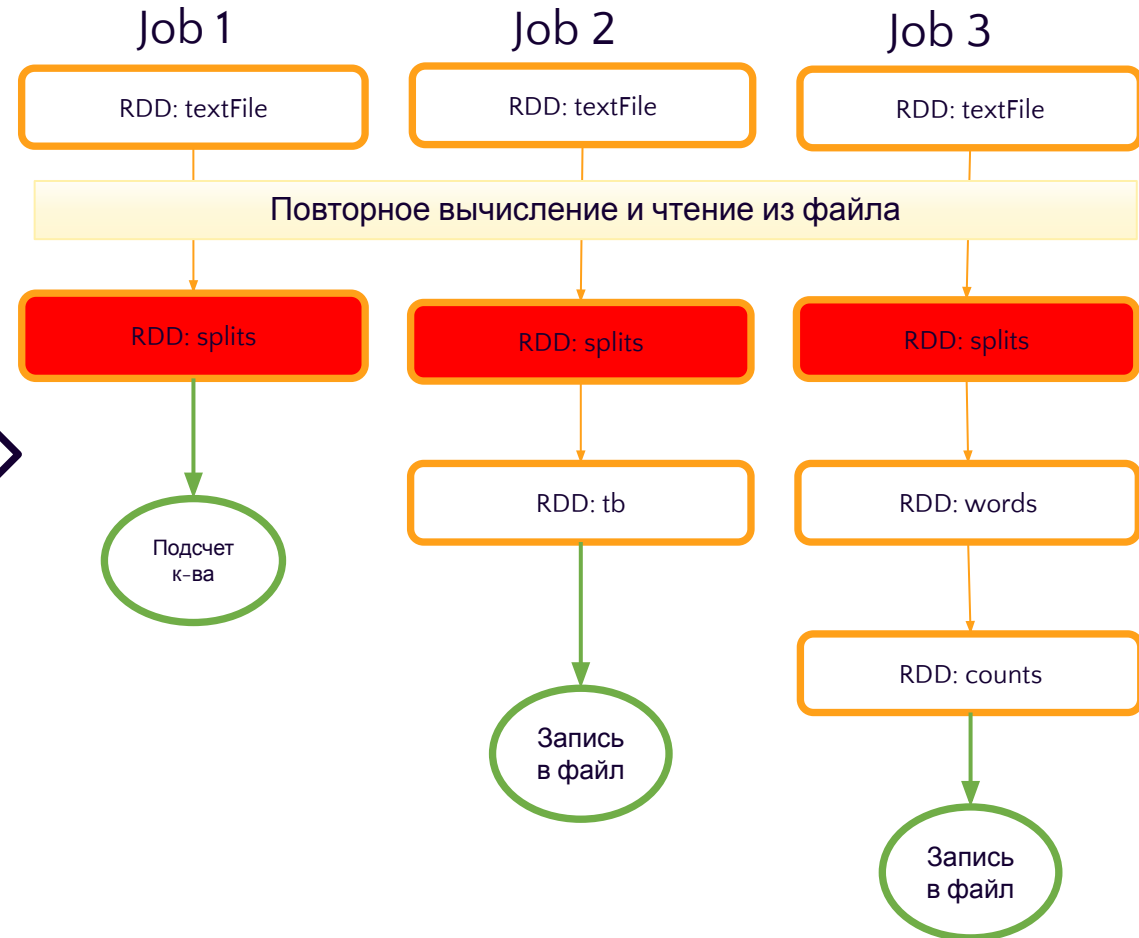 Job 1
Job 2
Job 3
RDD: textFile
RDD: textFile
RDD: textFile
Повторное вычисление и чтение из файла
RDD: splits
RDD: splits
RDD: splits
RDD: tb
RDD: words
Подсчет
к-ва
RDD: counts
Запись
в файл
Запись
в файл